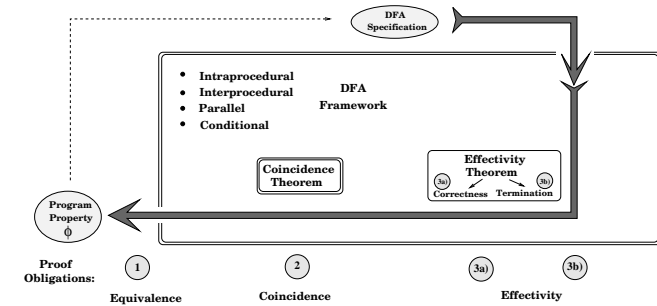 DFA
Specification
• Intraprocedural
• Interprocedural
• Parallel
• Conditional
DFA
Framework
Coincidence
Theorem
Effectivity
Theorem
3a)
3b)
Correctness
Termination
Program
Property
ϕ
Proof
Obligations:
1
2
3a)
3b)
Equivalence
Coincidence
Effectivity